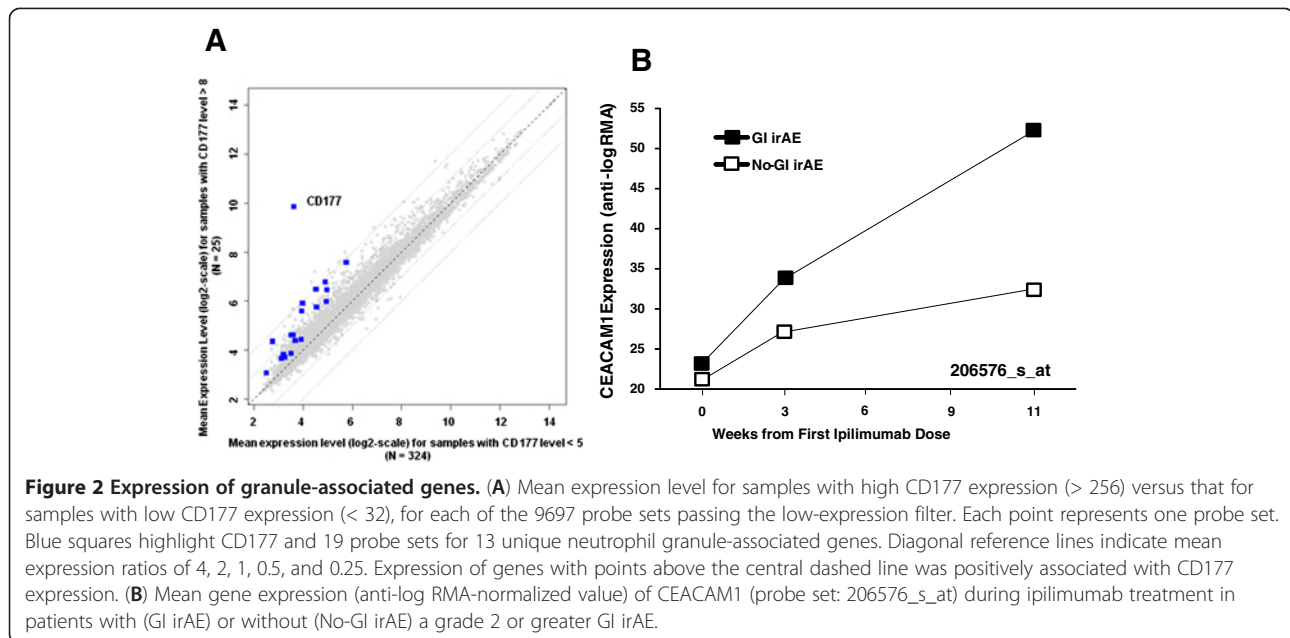 A
Mean Expression Level (log2-scale) for samples with CD177 level > 8
(N = 25)
14
12
10
8
6
4
2
CD177
2 4 6 8 10 12 14
Mean expression level (log2-scale) for samples with CD177 level < 5
(N = 324)
B
CEACAM1Expression (anti-logRMA)
55
50
45
40
35
30
25
20
GI irAE
No-GI irAE
206576_s_at
0 3 6 9 11
Weeks from First Ipilimumab Dose
Figure 2 Expression of granule-associated genes. (A) Mean expression level for samples with high CD177 expression (> 256) versus that for
samples with low CD177 expression (< 32), for each of the 9697 probe sets passing the low-expression filter. Each point represents one probe set.
Blue squares highlight CD177 and 19 probe sets for 13 unique neutrophil granule-associated genes. Diagonal reference lines indicate mean
expression ratios of 4, 2, 1, 0.5, and 0.25. Expression of genes with points above the central dashed line was positively associated with CD177
expression. (B) Mean gene expression (anti-log RMA-normalized value) of CEACAM1 (probe set: 206576_s_at) during ipilimumab treatment in
patients with (GI irAE) or without (No-GI irAE) a grade 2 or greater GI irAE.